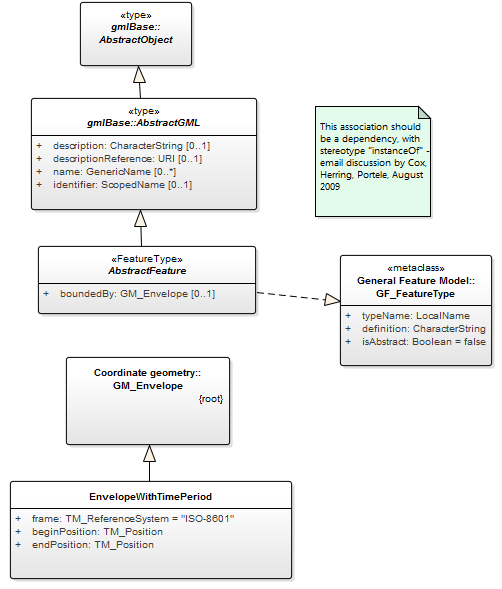 «type»
gmlBase::
AbstractObject
«type»
gmlBase::AbstractGML
+ description: CharacterString [0..1]
+ descriptionReference: URI [0..1]
+ name: GenericName [0..*]
+ identifier: ScopedName [0..1]
This association should
be a dependency, with
stereotype "instanceOf" -
email discussion by Cox,
Herring, Portele, August
2009
«FeatureType»
AbstractFeature
+ boundedBy: GM_Envelope [0..1]
«metaclass»
General Feature Model::
GF_FeatureType
+ typeName: LocalName
+ definition: CharacterString
+ isAbstract: Boolean = false
Coordinate geometry::
GM_Envelope
{root}
EnvelopeWithTimePeriod
+ frame: TM_ReferenceSystem = "ISO-8601"
+ beginPosition: TM_Position
+ endPosition: TM_Position